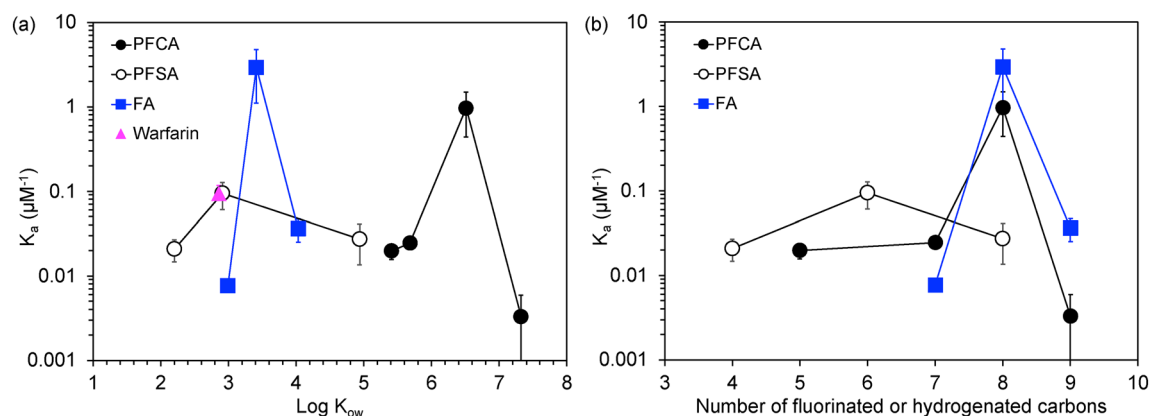 (a)
10
1
0.1
0.01
0.001
Kₐ (µM⁻¹)
PFCA
PFSA
FA
Warfarin
1 2 3 4 5 6 7 8
Log Kow
(b)
10
1
0.1
0.01
0.001
Kₐ (µM⁻¹)
PFCA
PFSA
FA
3 4 5 6 7 8 9 10
Number of fluorinated or hydrogenated carbons